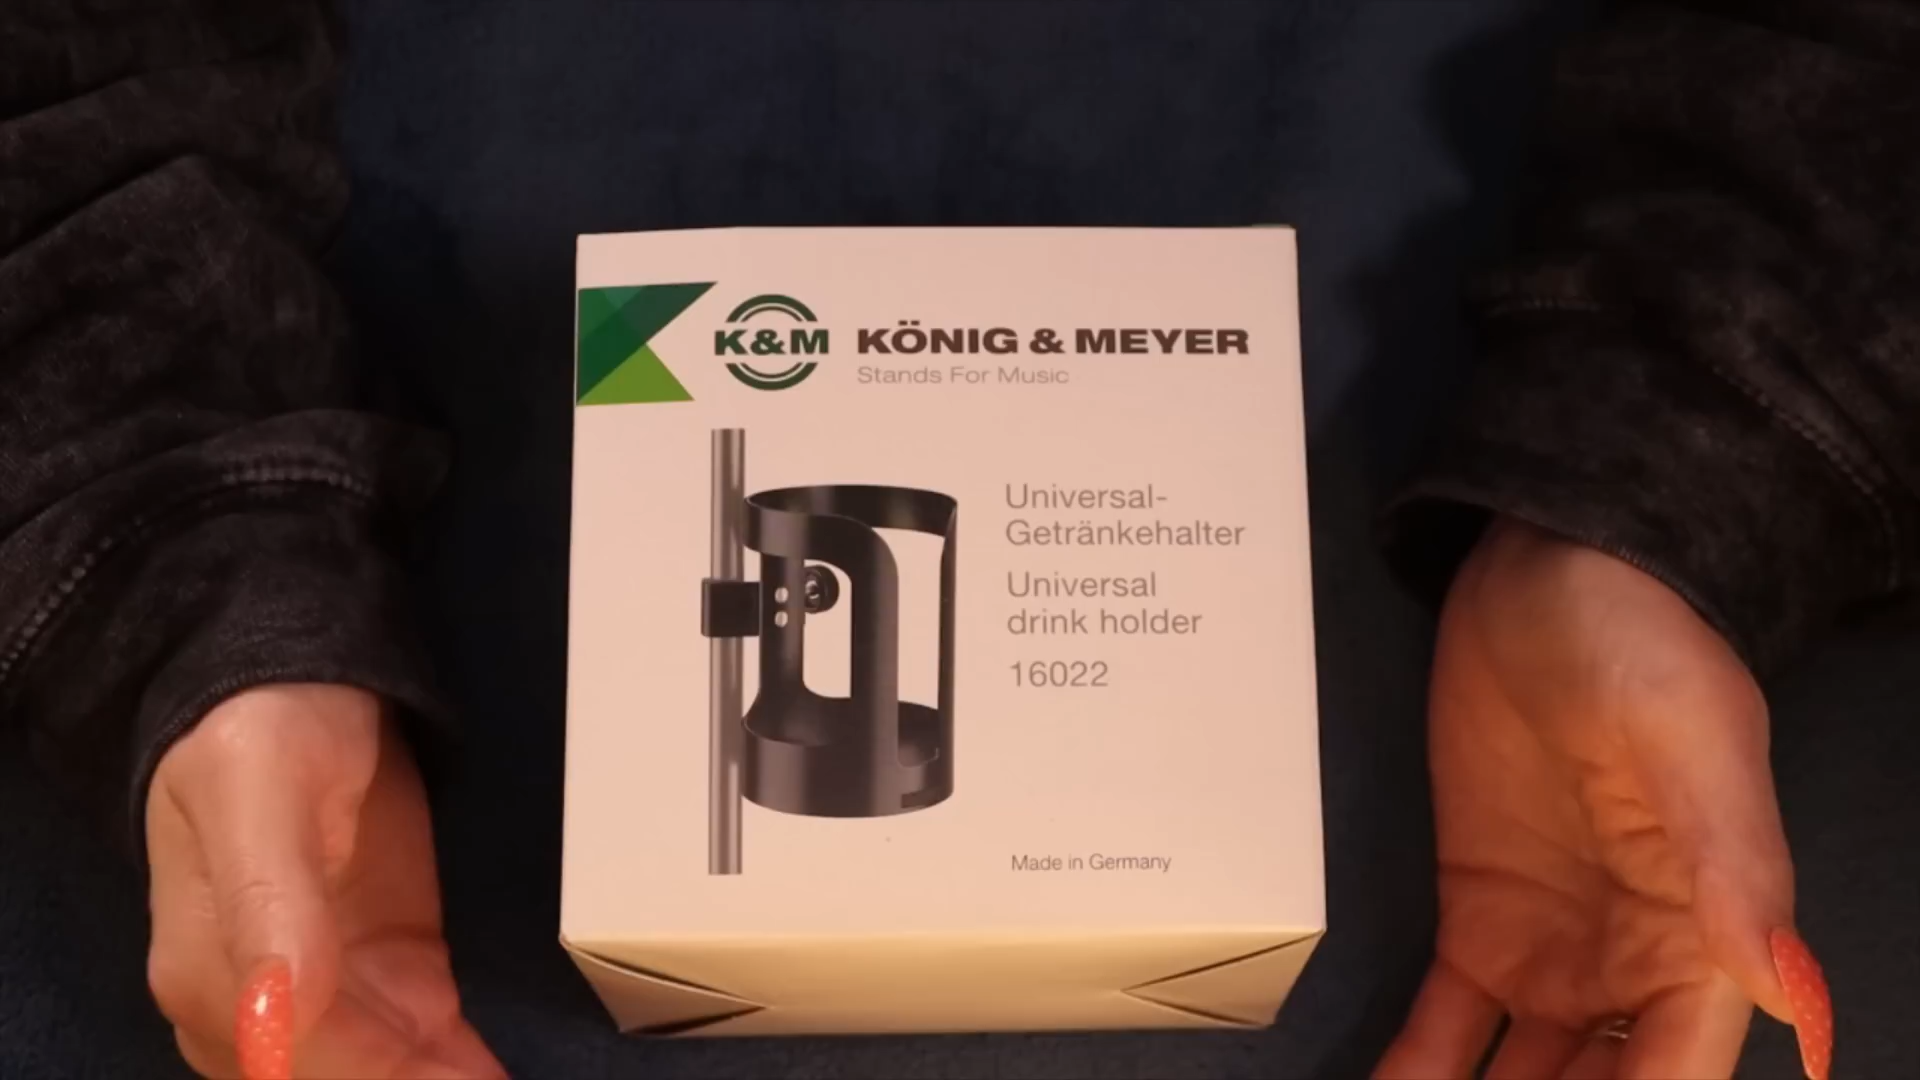 K&M
KÖNIG & MEYER
Stands For Music
Universal-
Getränkehalter
Universal
drink holder
16022
Made in Germany